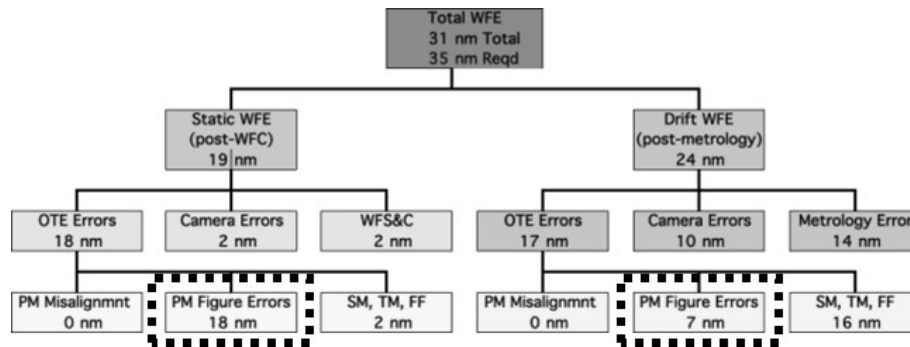 Total WFE
31 nm Total
35 nm Reqd
Static WFE
(post-WFC)
19 nm
Drift WFE
(post-metrology)
24 nm
OTE Errors
18 nm
Camera Errors
2 nm
WFS&C
2 nm
OTE Errors
17 nm
Camera Errors
10 nm
Metrology Error
14 nm
PM Misalignmnt
0 nm
PM Figure Errors
18 nm
SM, TM, FF
2 nm
PM Misalignmnt
0 nm
PM Figure Errors
7 nm
SM, TM, FF
16 nm